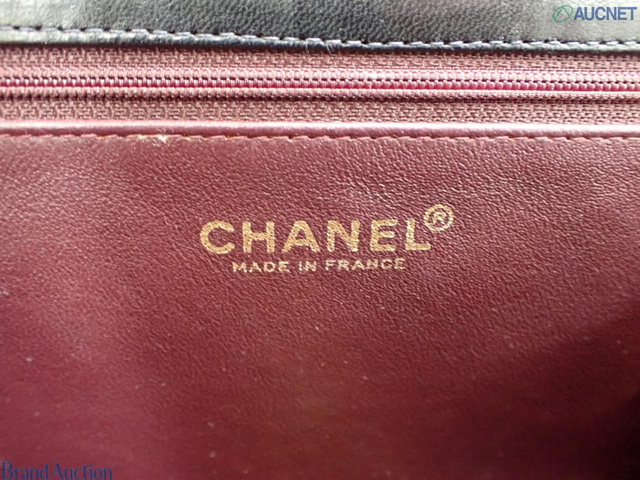 AUCNET
CHANEL®
MADE IN FRANCE
Brand Auction